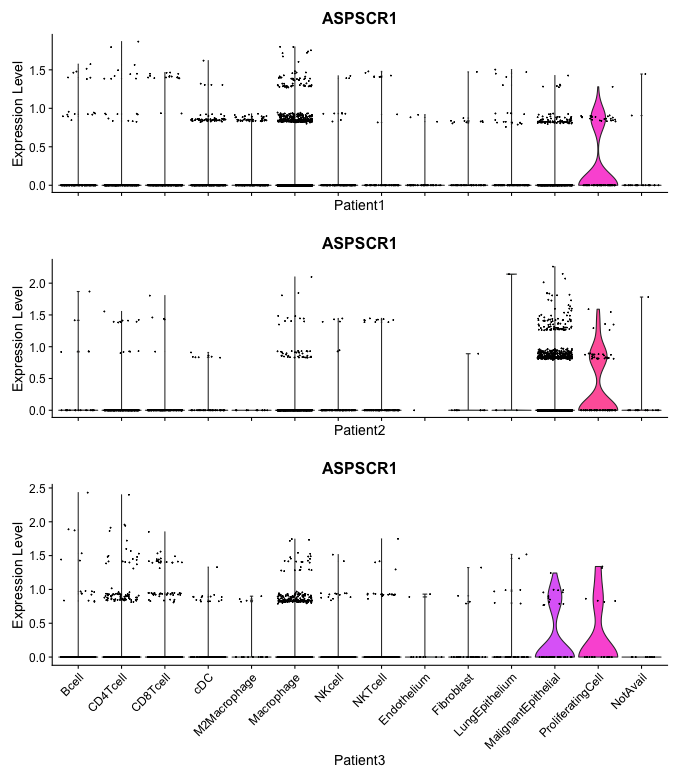 ASPSCR1
Expression Level
1.5
1.0
0.5
0.0
Patient1
ASPSCR1
Expression Level
2.0
1.5
1.0
0.5
0.0
Patient2
ASPSCR1
Expression Level
2.5
2.0
1.5
1.0
0.5
0.0
Bcell
CD4Tcell
CD8Tcell
cDC
M2Macrophage
Macrophage
NKcell
NKTcell
Endothelium
Fibroblast
LungEpithelium
MalignantEpithelial
ProliferatingCell
NotAvail
Patient3